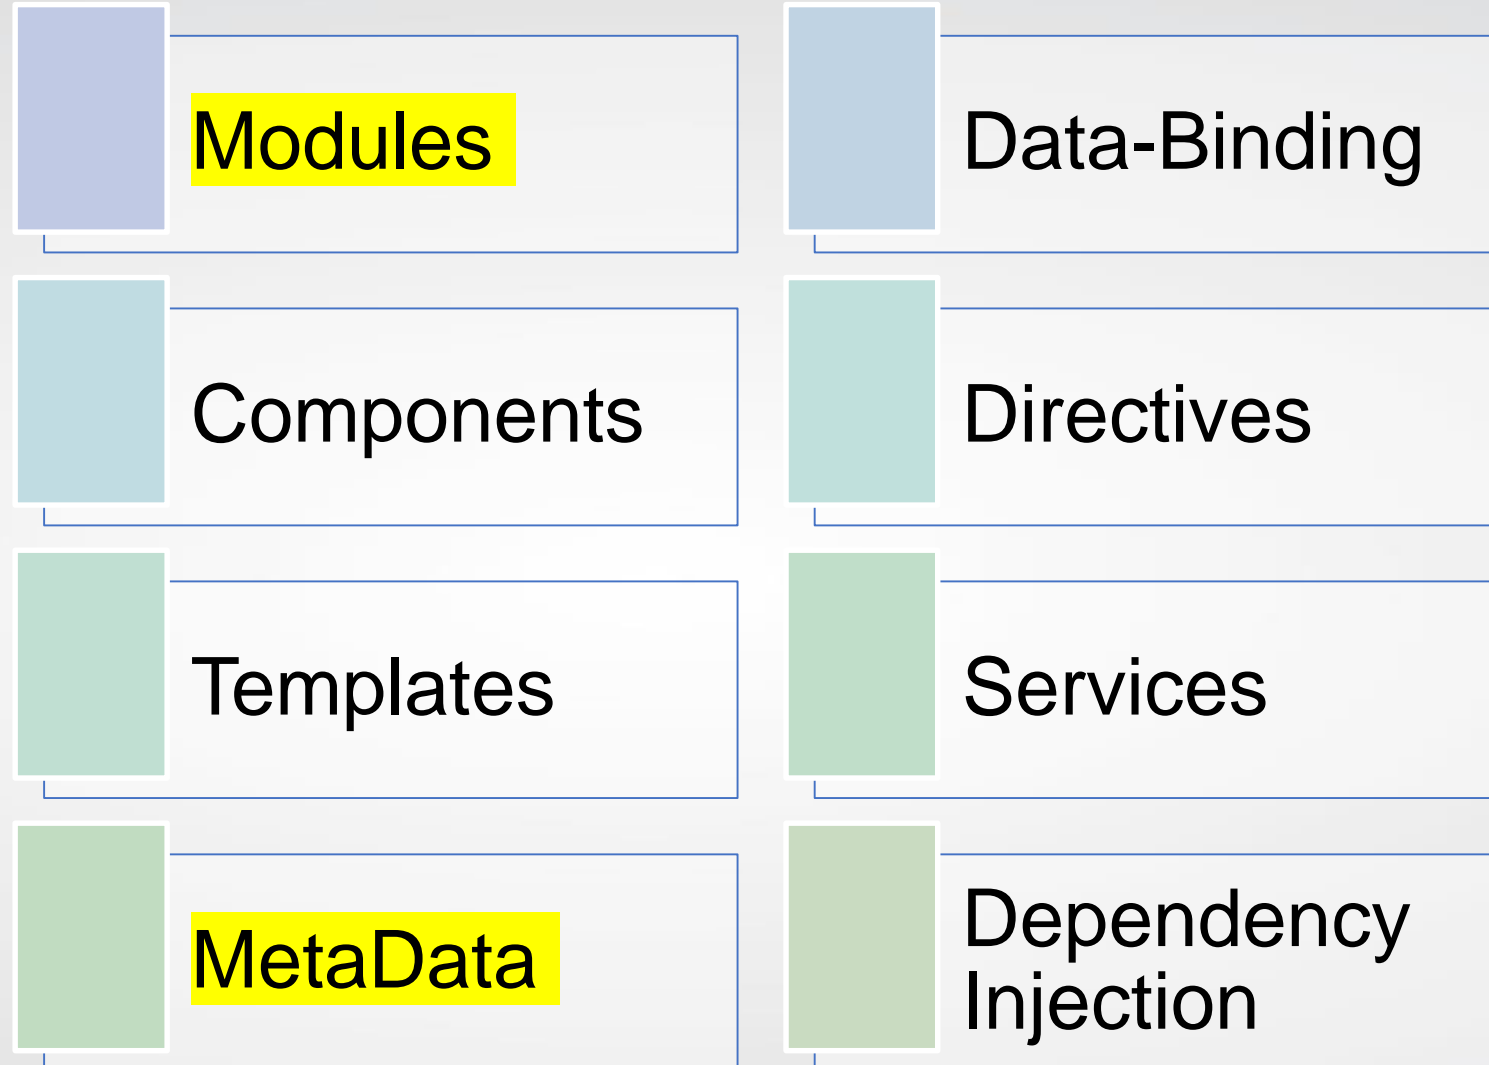 Modules
Components
Templates
MetaData
Data-Binding
Directives
Services
Dependency
Injection